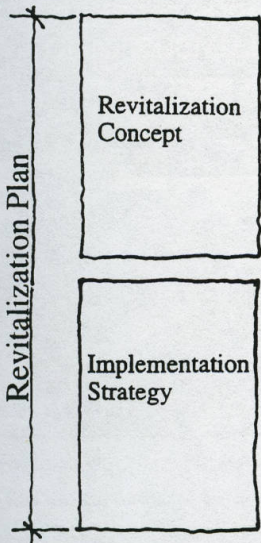 Revitalization Plan
Revitalization
Concept
Implementation
Strategy